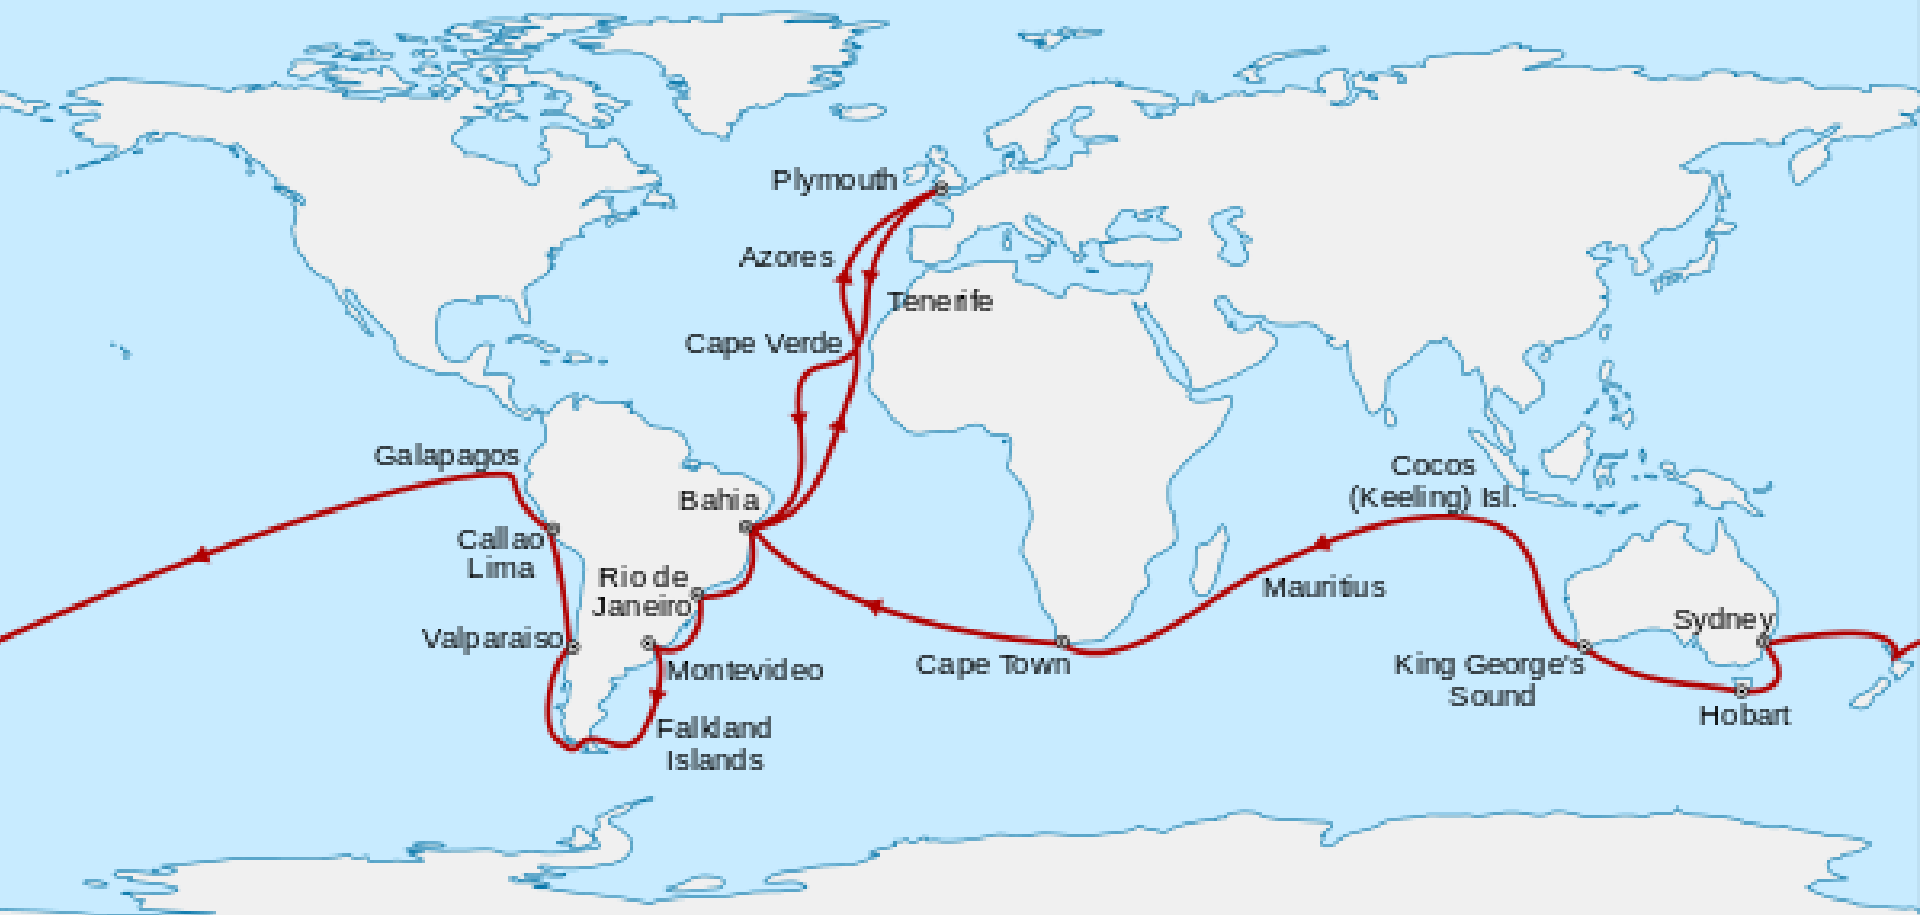 Plymouth
Azores
Tenerife
Cape Verde
Galapagos
Cocos
(Keeling) Isl.
Bahia
Callao
Lima
Rio de
Janeiro
Mauritius
Sydney
Valparaiso
Montevideo
Cape Town
King George's
Sound
Hobart
Falkland
Islands